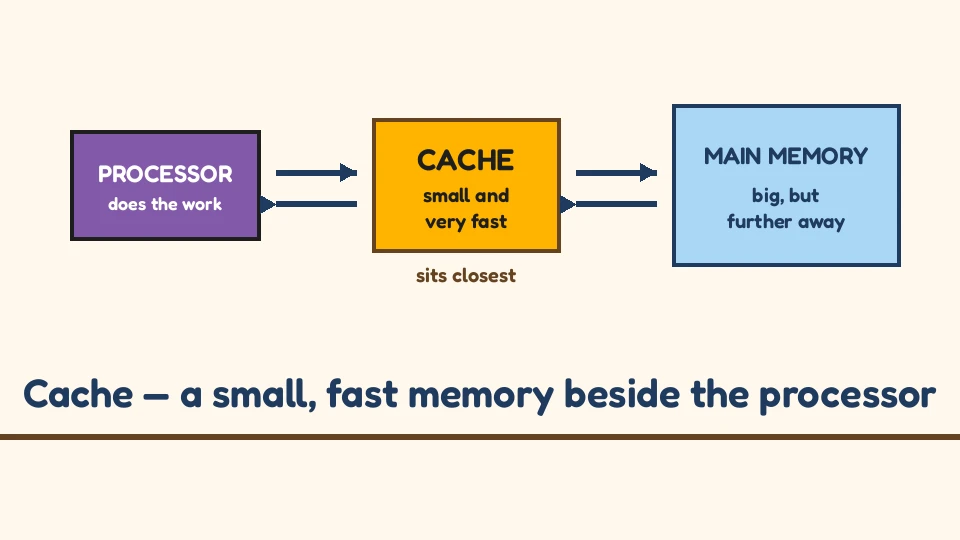 PROCESSOR
does the work
CACHE
small and
very fast
sits closest
MAIN MEMORY
big, but
further away
Cache — a small, fast memory beside the processor